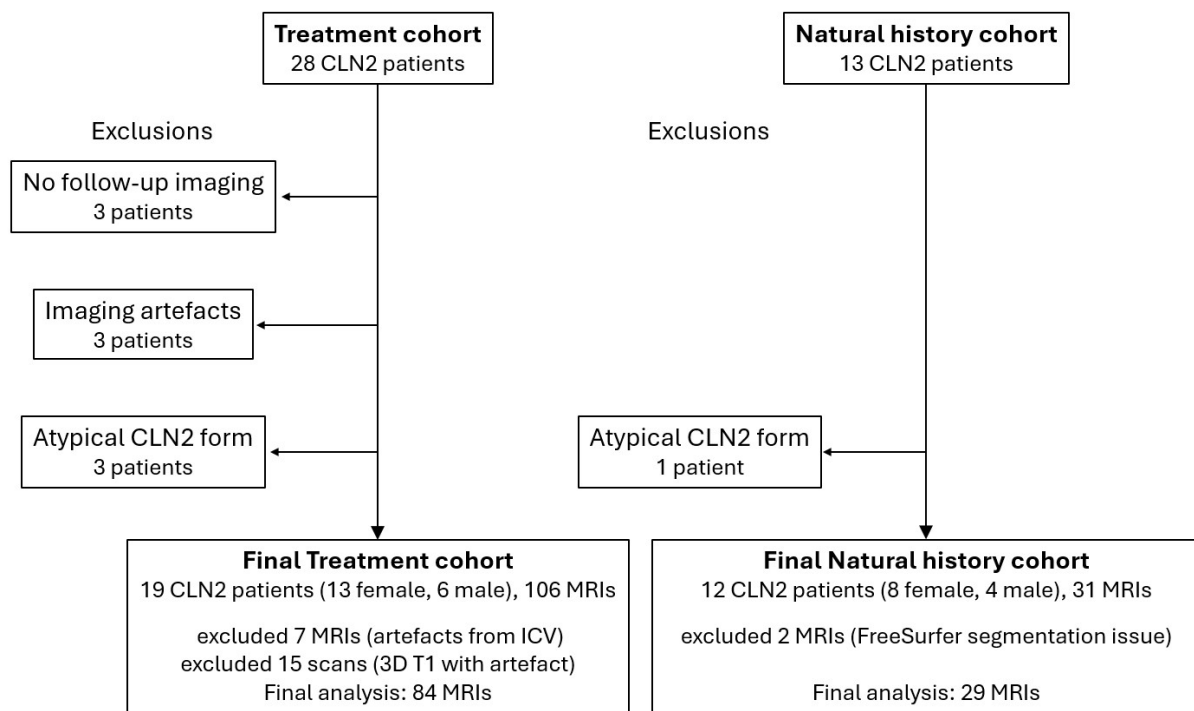 Treatment cohort
28 CLN2 patients
Natural history cohort
13 CLN2 patients
Exclusions
Exclusions
No follow-up imaging
3 patients
Imaging artefacts
3 patients
Atypical CLN2 form
3 patients
Atypical CLN2 form
1 patient
Final Treatment cohort
19 CLN2 patients (13 female, 6 male), 106 MRIs
excluded 7 MRIs (artefacts from ICV)
excluded 15 scans (3D T1 with artefact)
Final analysis: 84 MRIs
Final Natural history cohort
12 CLN2 patients (8 female, 4 male), 31 MRIs
excluded 2 MRIs (FreeSurfer segmentation issue)
Final analysis: 29 MRIs